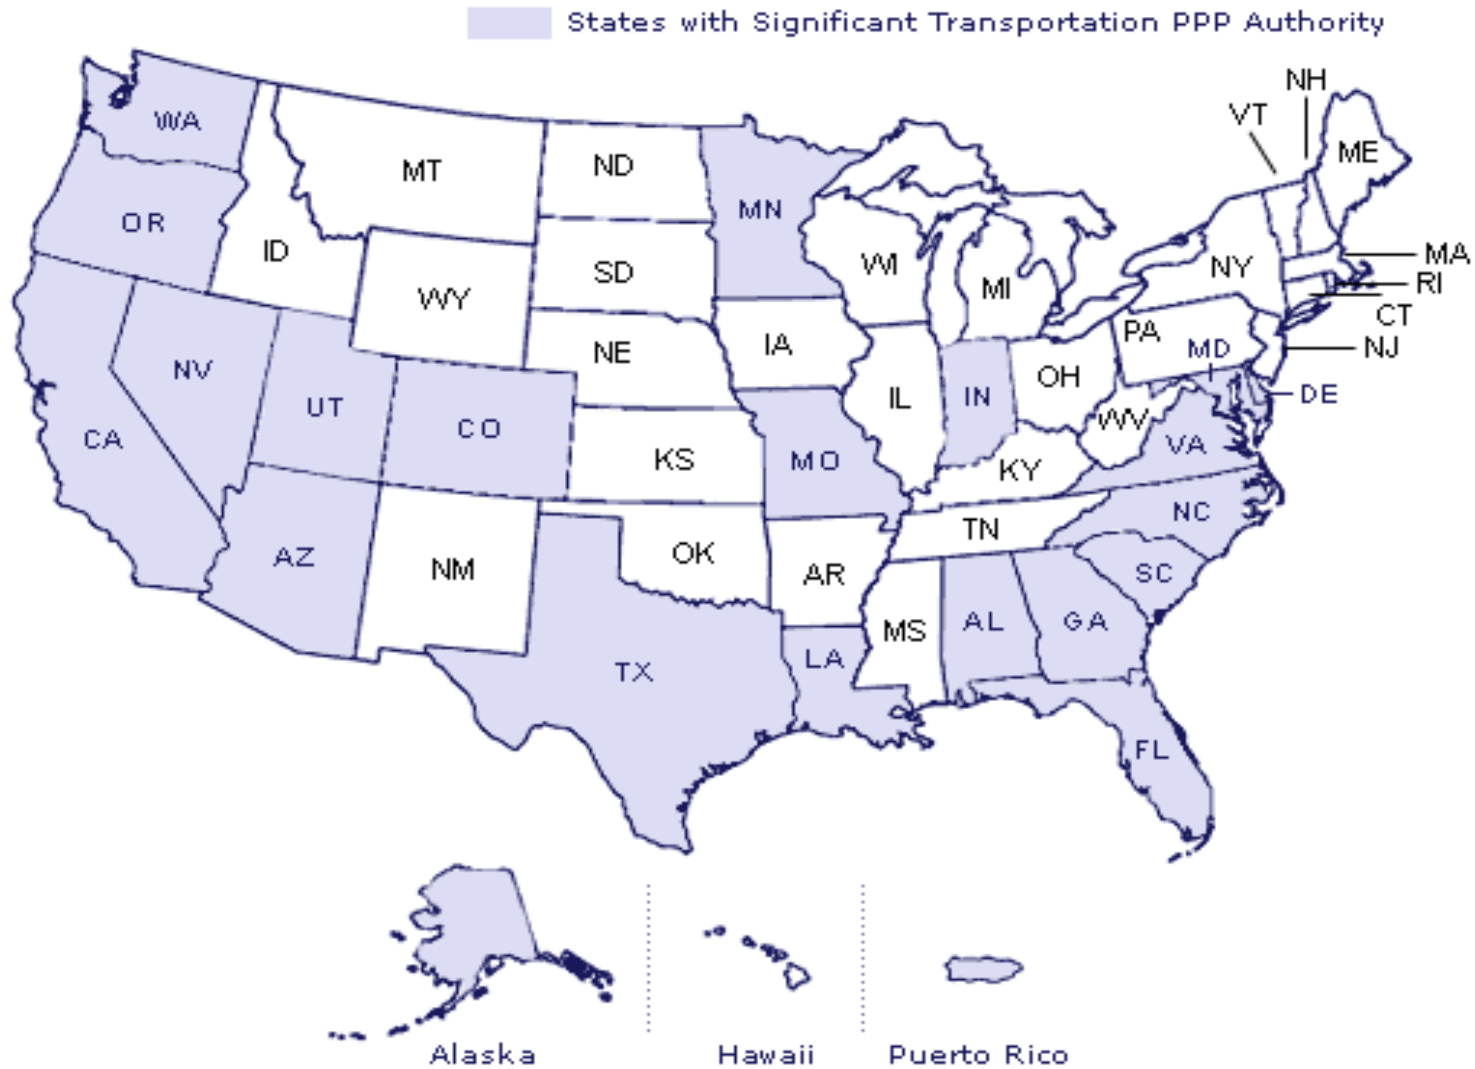 States with Significant Transportation PPP Authority
NH
VT
WA
ME
MT
ND
MN
OR
ID
WI
NY
MA
SD
MI
RI
WY
CT
PA
IA
NE
MD
NJ
NV
OH
UT
IL
IN
DE
CO
WV
CA
VA
KS
MO
KY
NC
TN
AZ
OK
NM
AR
SC
MS
AL
GA
LA
TX
FL
Alaska
Hawaii
Puerto Rico